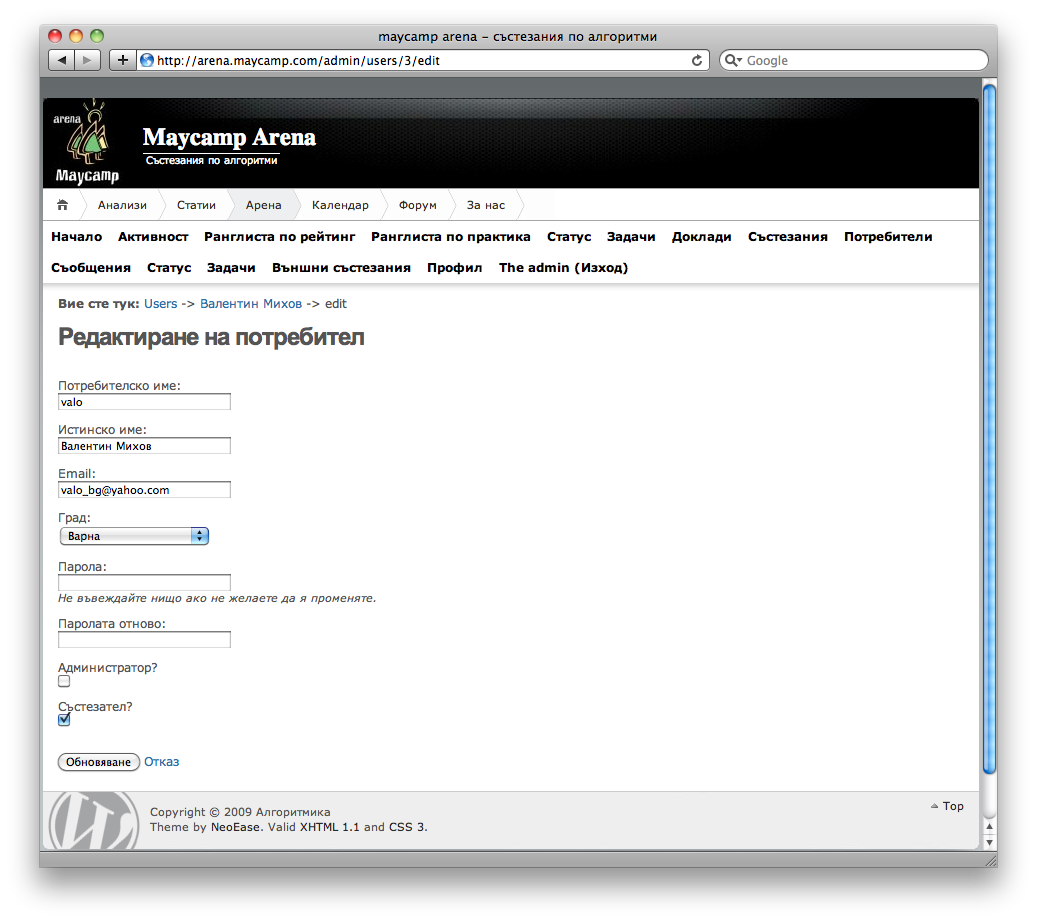 maycamp arena – състезания по алгоритми
http://arena.maycamp.com/admin/users/3/edit
Google
arena
Maycamp
Maycamp Arena
Състезания по алгоритми
Анализи Статии Арена Календар Форум За нас
Начало Активност Ранглиста по рейтинг Ранглиста по практика Статус Задачи Доклади Състезания Потребители
Съобщения Статус Задачи Външни състезания Профил The admin (Изход)
Вие сте тук: Users -> Валентин Михов -> edit
Редактиране на потребител
Потребителско име:
valo
Истинско име:
Валентин Михов
Email:
valo_bg@yahoo.com
Град:
Варна
Парола:
Не въвеждайте нищо ако не желаете да я променяте.
Паролата отново:
Администратор?
Състезател?
Обновяване Отказ
Copyright © 2009 Алгоритмика
Top
Theme by NeoEase. Valid XHTML 1.1 and CSS 3.